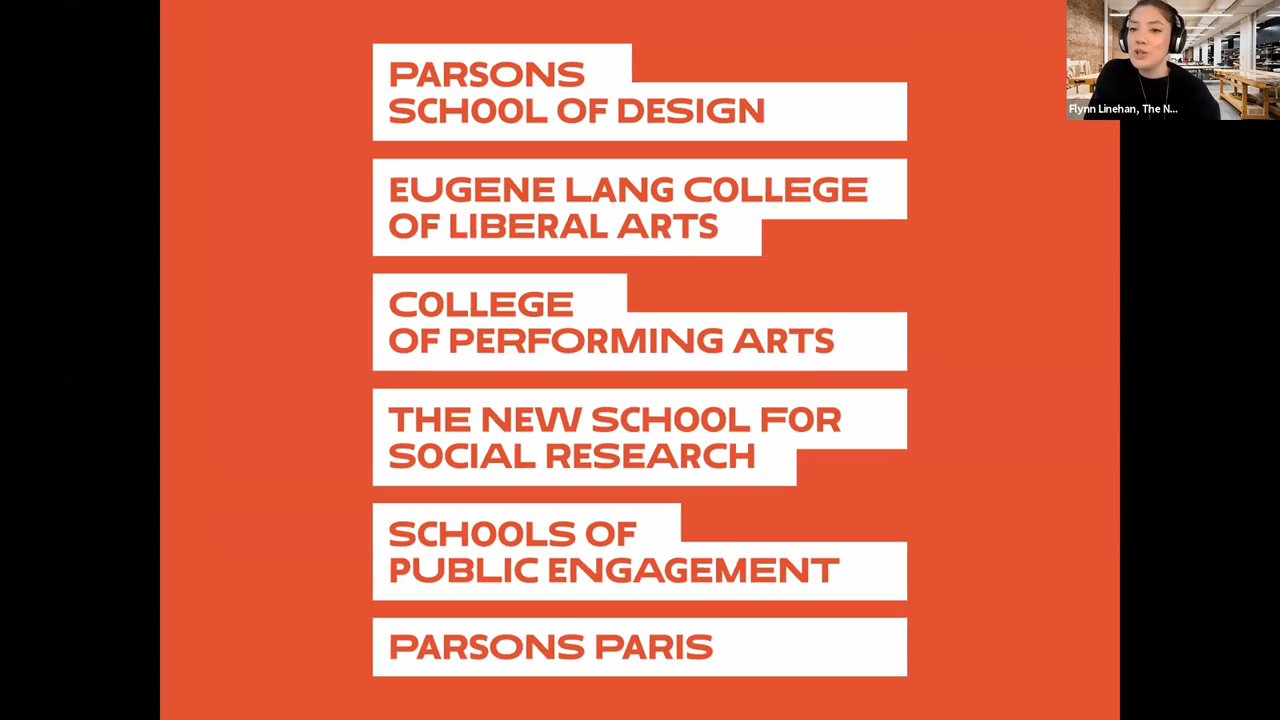 PARSONS
SCHOOL OF DESIGN
EUGENE LANG COLLEGE
OF LIBERAL ARTS
COLLEGE
OF PERFORMING ARTS
THE NEW SCHOOL FOR
SOCIAL RESEARCH
SCHOOLS OF
PUBLIC ENGAGEMENT
PARSONS PARIS
Flynn Linehan, The N...